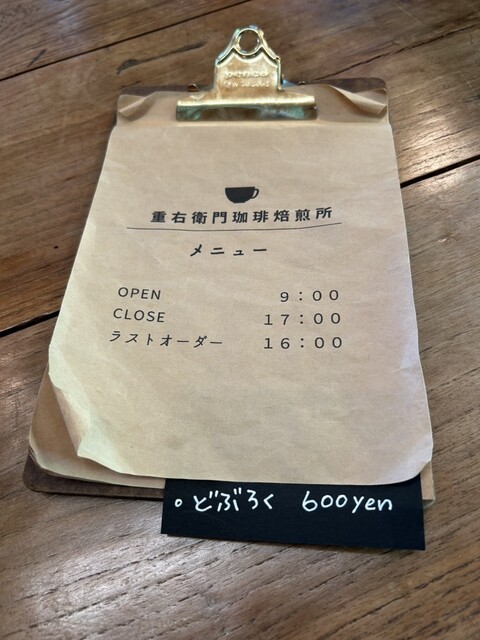 重右衛門珈琲焙煎所
メニュー
OPEN 9:00
CLOSE 17:00
ラストオーダー 16:00
。どぶろく 600yen